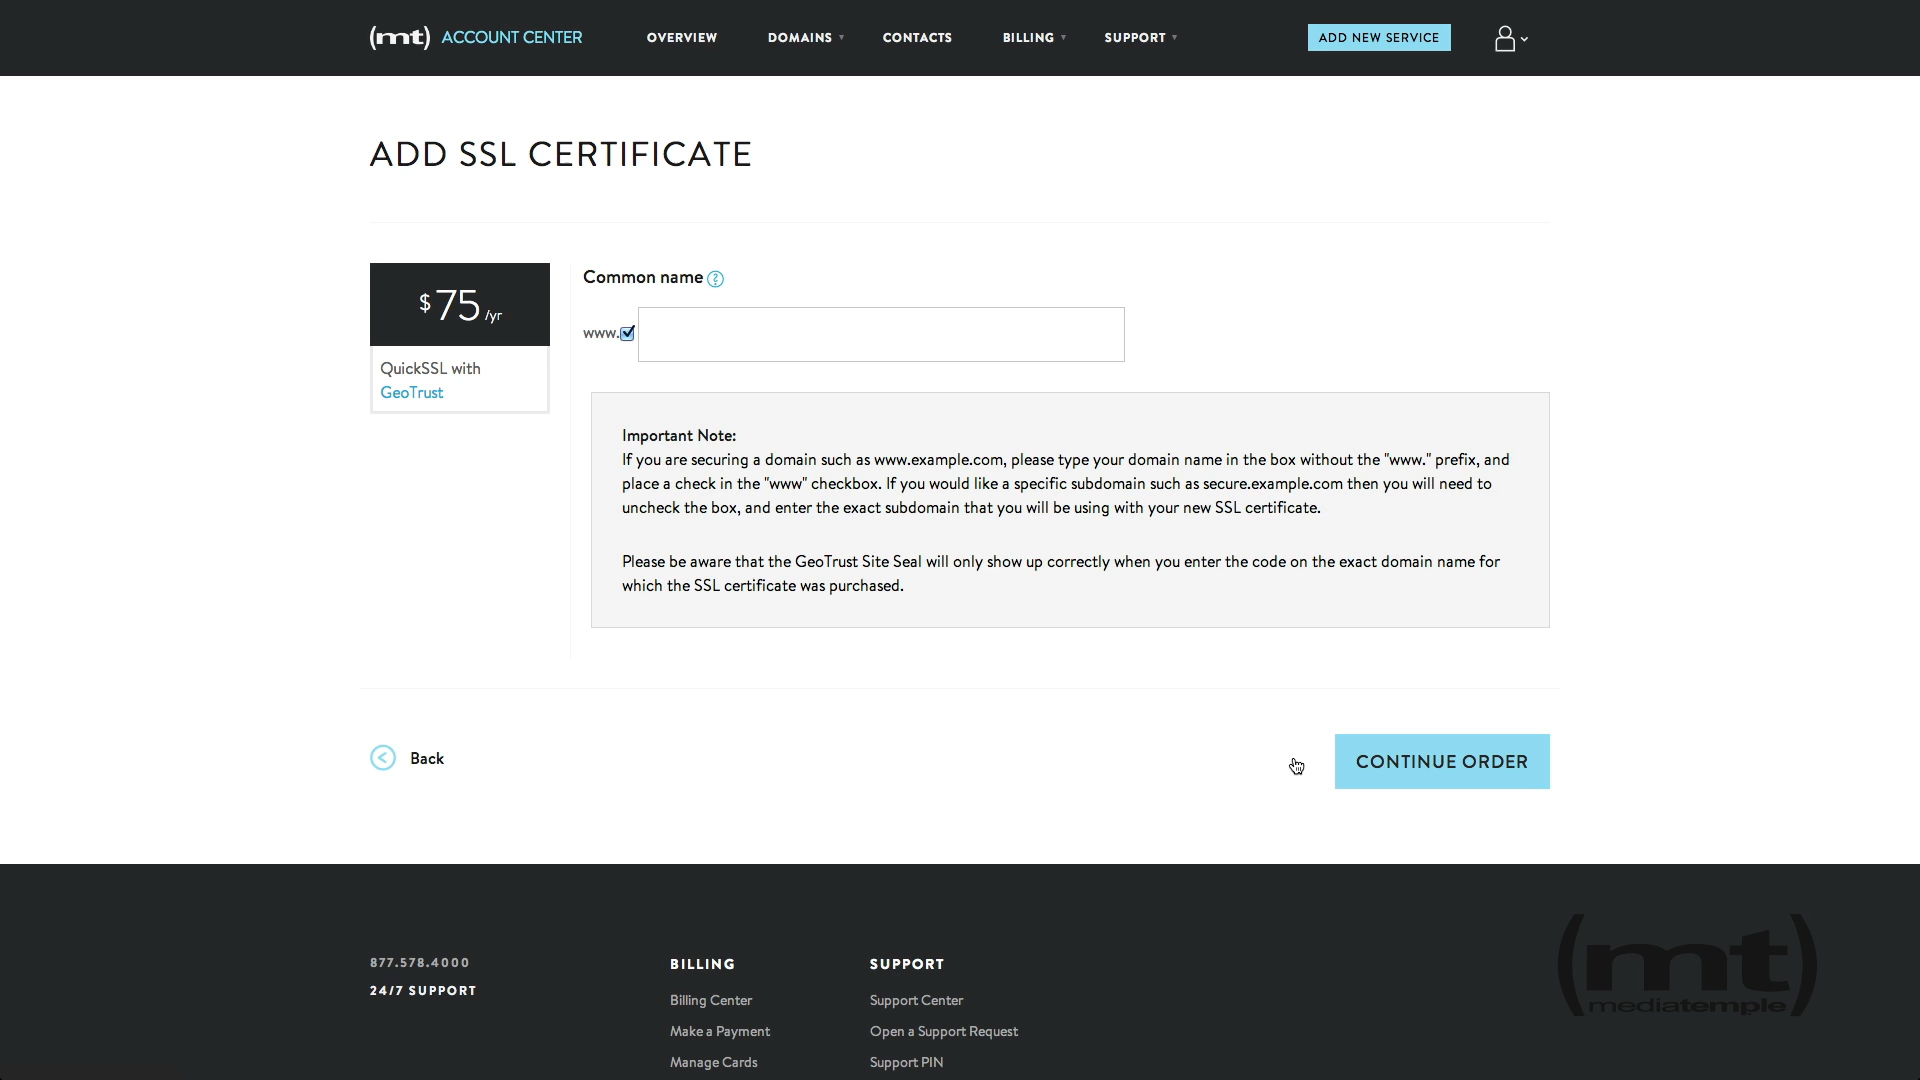 (mt) ACCOUNT CENTER OVERVIEW DOMAINS CONTACTS BILLING SUPPORT ADD NEW SERVICE
ADD SSL CERTIFICATE
$75 /yr
QuickSSL with
GeoTrust
Common name ?
www.
Important Note:
If you are securing a domain such as www.example.com, please type your domain name in the box without the "www." prefix, and
place a check in the "www" checkbox. If you would like a specific subdomain such as secure.example.com then you will need to
uncheck the box, and enter the exact subdomain that you will be using with your new SSL certificate.
Please be aware that the GeoTrust Site Seal will only show up correctly when you enter the code on the exact domain name for
which the SSL certificate was purchased.
Back
CONTINUE ORDER
877.578.4000
24/7 SUPPORT
BILLING
Billing Center
Make a Payment
Manage Cards
SUPPORT
Support Center
Open a Support Request
Support PIN
(mt)
mediatemple